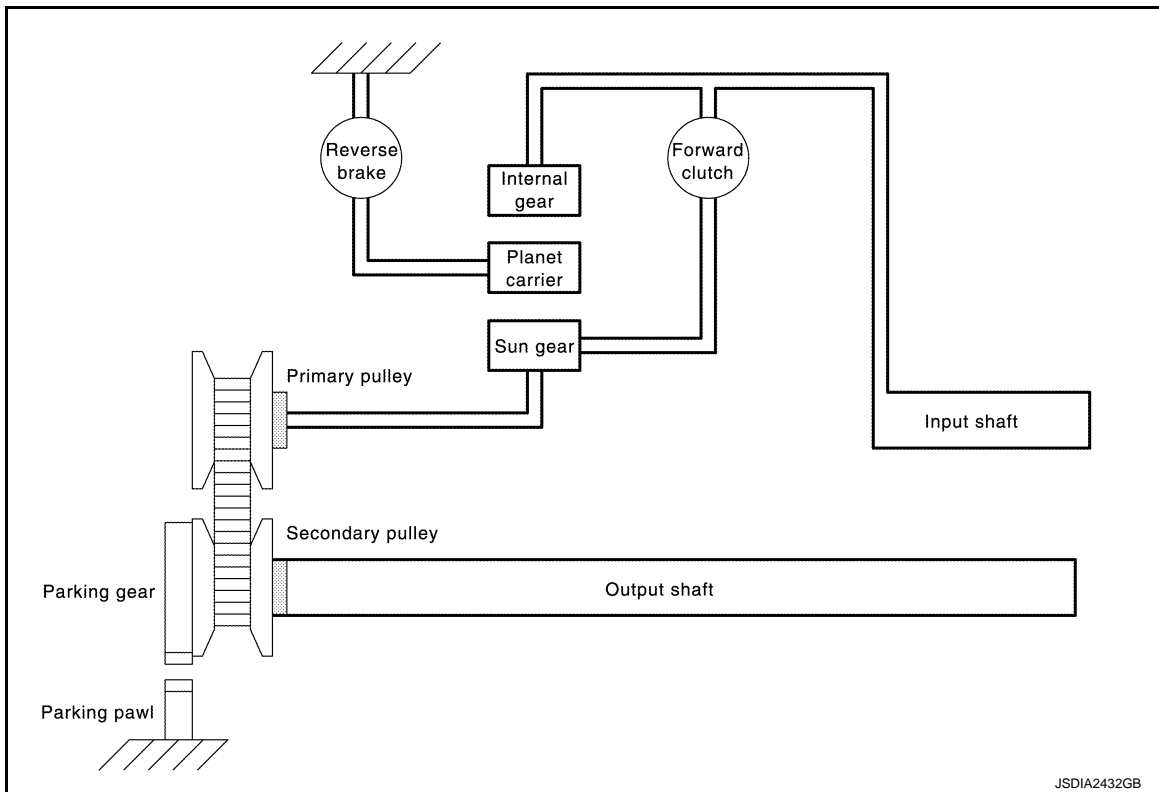 Reverse
brake
Forward
clutch
Internal
gear
Planet
carrier
Sun gear
Primary pulley
Input shaft
Secondary pulley
Parking gear
Output shaft
Parking pawl
JSDIA2432GB